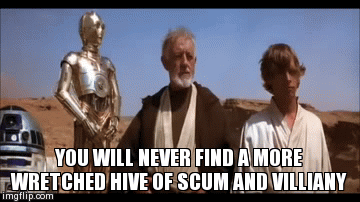 YOU WILL NEVER FIND A MORE
WRETCHED HIVE OF SCUM AND VILLIANY
imgflip.com